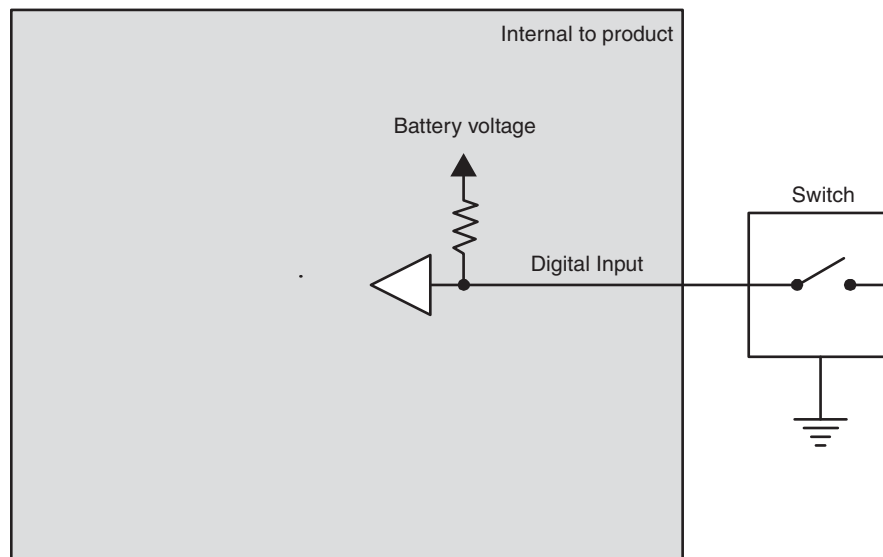 Internal to product
Battery voltage
Switch
Digital Input